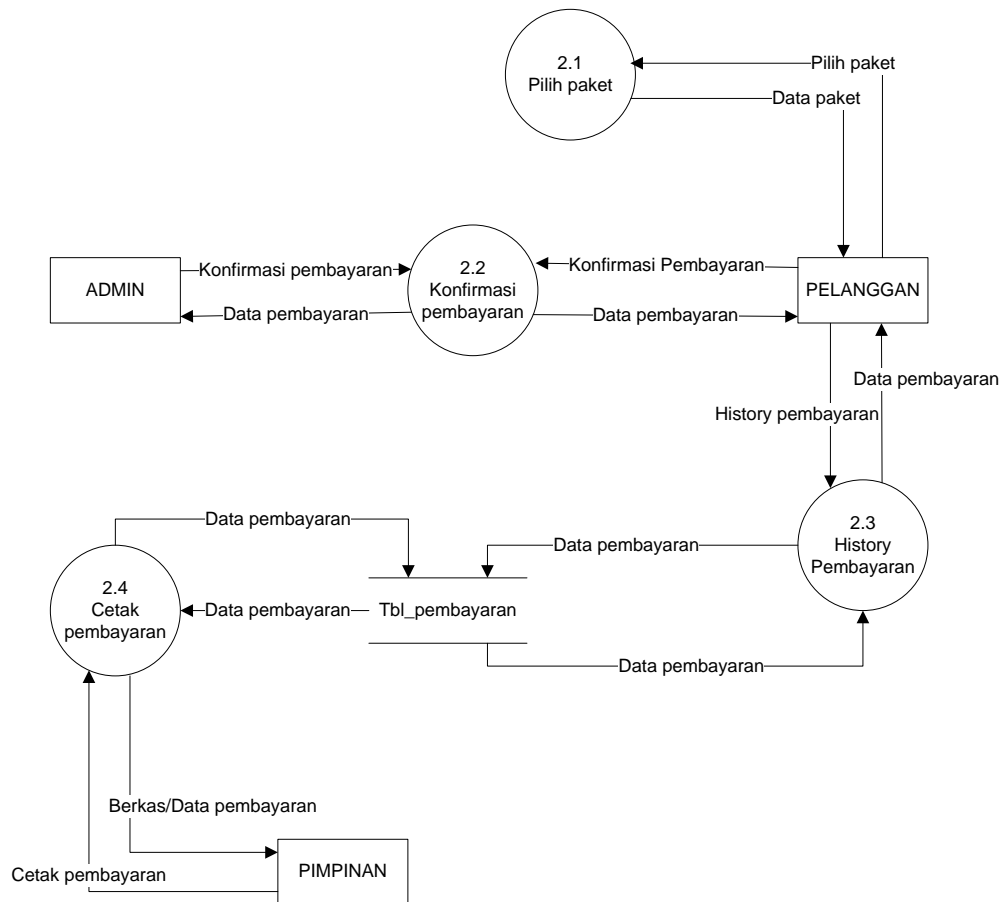 2.1
Pilih paket
Pilih paket
Data paket
ADMIN
Konfirmasi pembayaran
Data pembayaran
2.2
Konfirmasi
pembayaran
Konfirmasi Pembayaran
Data pembayaran
PELANGGAN
History pembayaran
Data pembayaran
2.3
History
Pembayaran
Data pembayaran
Data pembayaran
2.4
Cetak
pembayaran
Data pembayaran
Tbl_pembayaran
Data pembayaran
Berkas/Data pembayaran
Cetak pembayaran
PIMPINAN